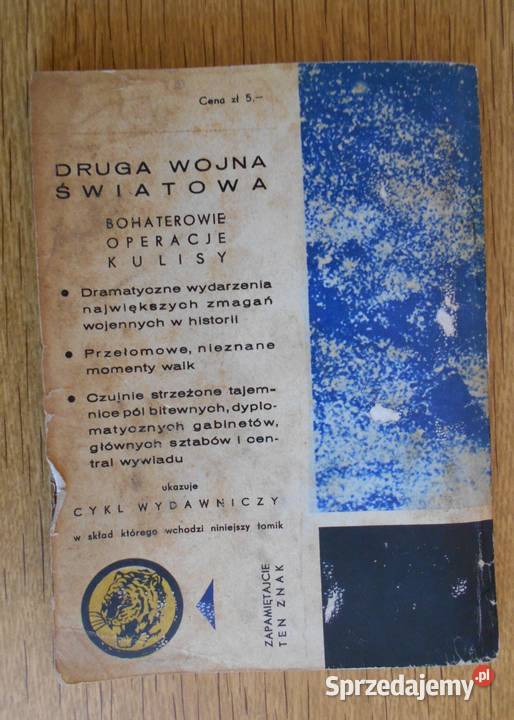 Cena zł 5,—
DRUGA WOJNA
ŚWIATOWA
BOHATEROWIE
OPERACJE
KULISY
• Dramatyczne wydarzenia
największych zmagań
wojennych w historii
• Przełomowe, nieznane
momenty walk
• Czujnie strzeżone tajem-
nice pól bitewnych, dyplo-
matycznych gabinetów,
głównych sztabów i cen-
tral wywiadu
ukazuje
CYKL WYDAWNICZY
w skład którego wchodzi niniejszy tomik
ZAPAMIĘTAJCIE
TEN ZNAK
Sprzedajemy.pl